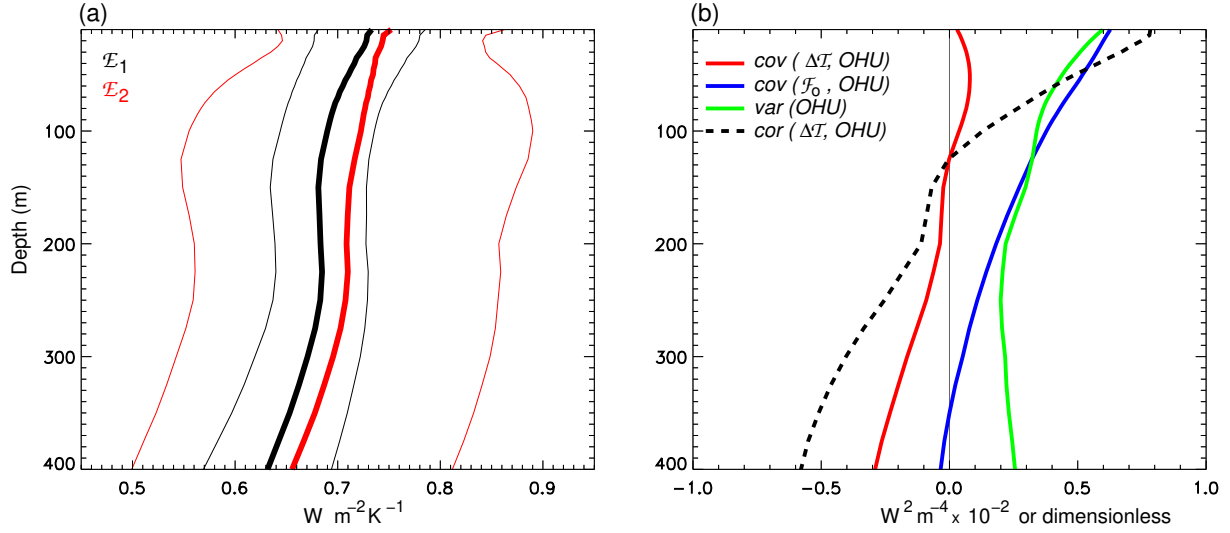 (a)
ℰ₁
ℰ₂
Depth (m)
100
200
300
400
0.5 0.6 0.7 0.8 0.9
W m⁻²K⁻¹
(b)
cov ( Δ𝒯, OHU)
cov ( ℱₒ , OHU)
var (OHU)
cor ( Δ𝒯, OHU)
100
200
300
400
-1.0 -0.5 0.0 0.5 1.0
W² m⁻⁴ x 10⁻² or dimensionless